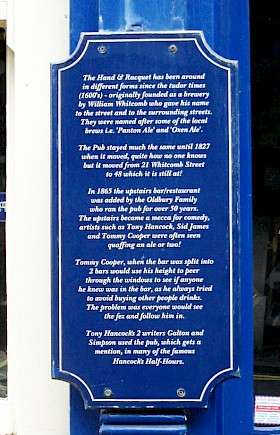 The Hand & Racquet has been around
in different forms since the tudor times
(1600's) - originally founded as a brewery
by William Whitcomb who gave his name
to the street and to the surrounding streets.
They were named after some of the local
brews i.e. 'Panton Ale' and 'Oxen Ale'.
The Pub stayed much the same until 1827
when it moved, quite how no one knows
but it moved from 21 Whitcomb Street
to 48 which it is still at!
In 1865 the upstairs bar/restaurant
was added by the Oldbury Family
who ran the pub for over 50 years.
The upstairs became a mecca for comedy,
artists such as Tony Hancock, Sid James
and Tommy Cooper were often seen
quaffing an ale or two!
Tommy Cooper, when the bar was split into
2 bars would use his height to peer
through the windows to see if anyone
he knew was in the bar, as he always tried
to avoid buying other people drinks.
The problem was everyone would see
the fez and follow him in.
Tony Hancock's 2 writers Galton and
Simpson used the pub, which gets a
mention, in many of the famous
Hancock's Half-Hours.